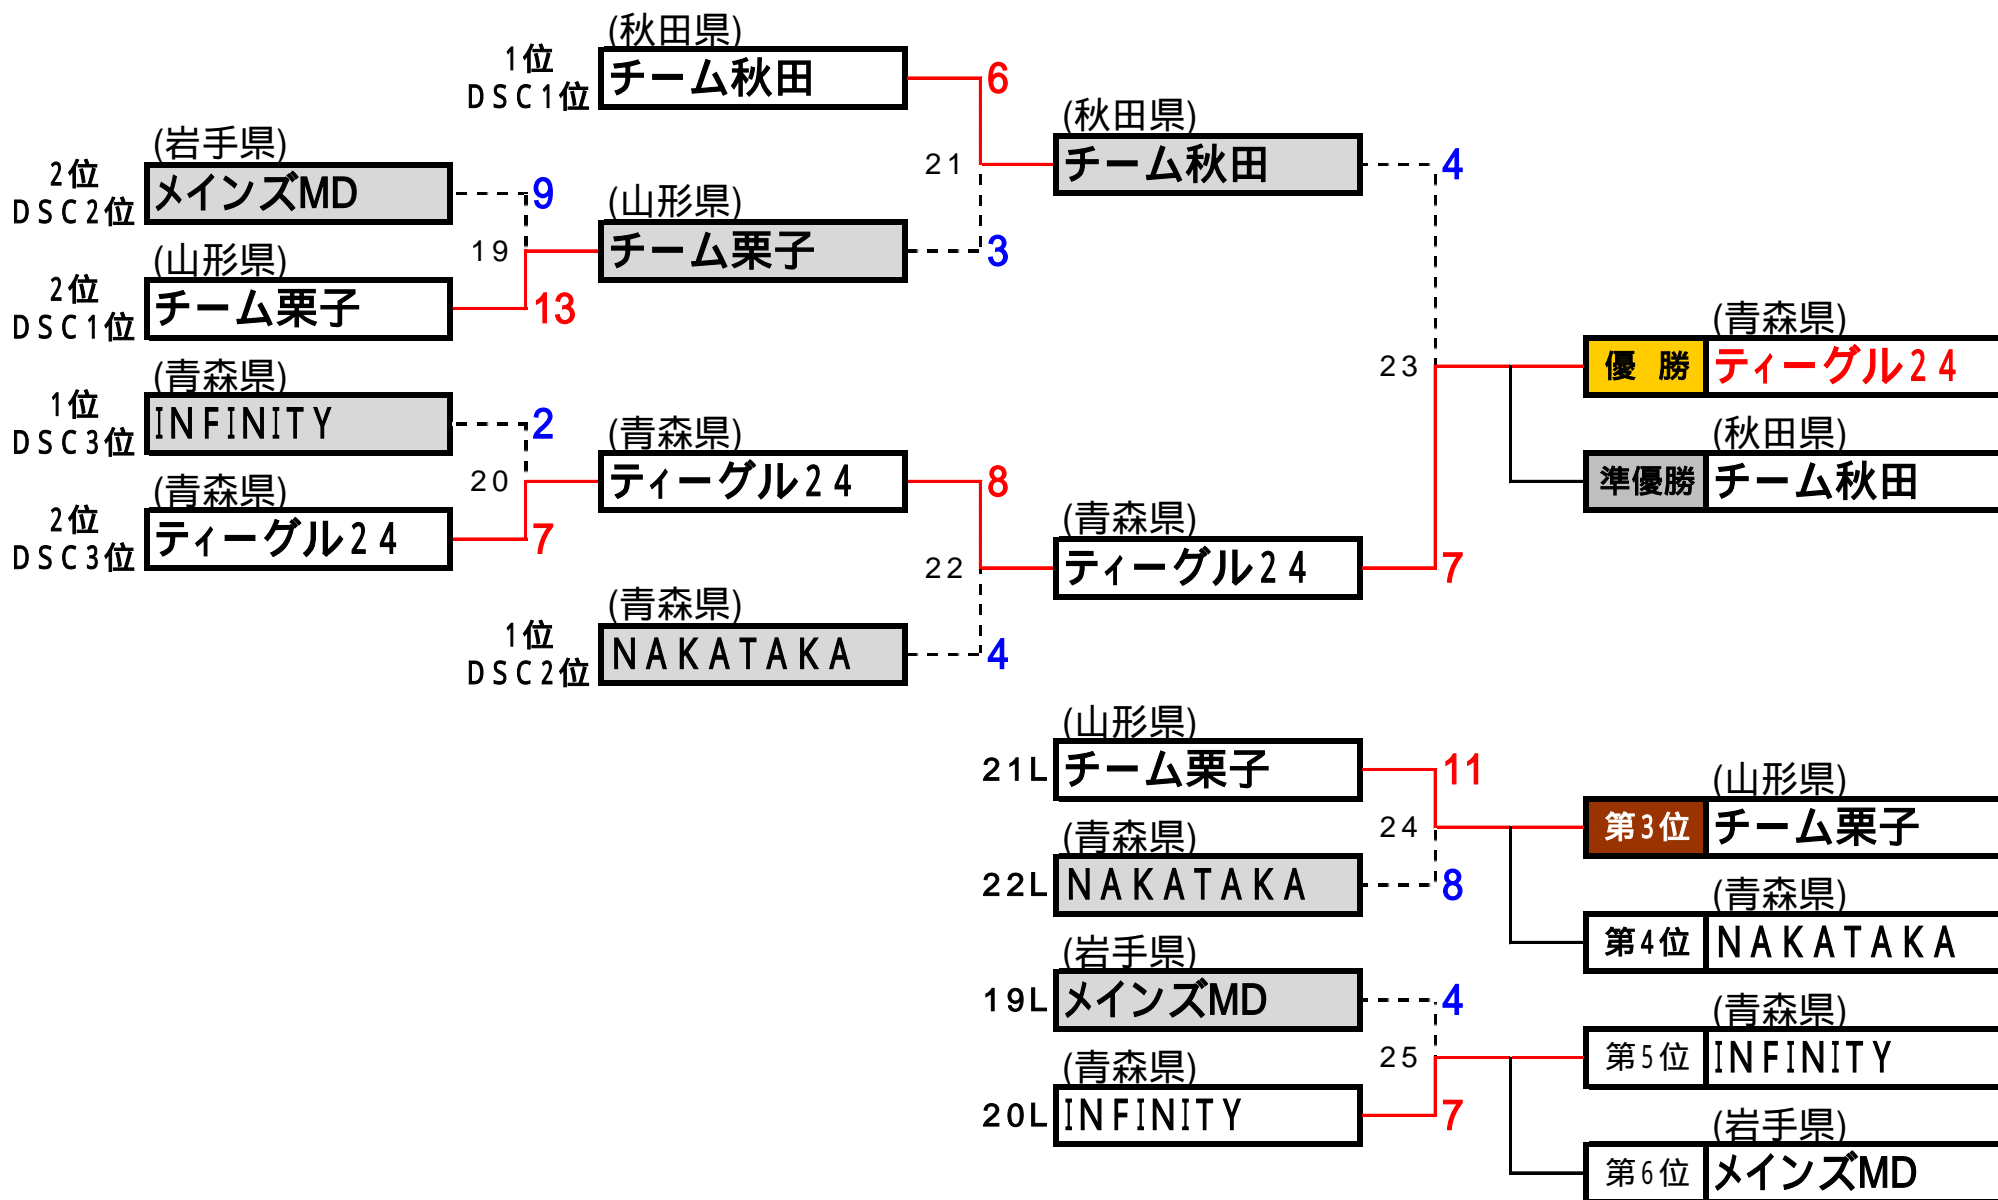 (秋田県)
1位
DSC1位
チーム秋田
6
(岩手県)
2位
DSC2位
メインズMD
9
(山形県)
2位
DSC1位
チーム栗子
13
19
(山形県)
チーム栗子
3
21
(秋田県)
チーム秋田
4
(青森県)
1位
DSC3位
INFINITY
2
(青森県)
2位
DSC3位
ティーグル24
7
20
(青森県)
ティーグル24
8
(青森県)
1位
DSC2位
NAKATAKA
4
22
(青森県)
ティーグル24
7
23
(青森県)
優 勝 ティーグル24
(秋田県)
準優勝 チーム秋田
(山形県)
21L チーム栗子 11
(青森県)
22L NAKATAKA 8
24
(山形県)
第3位 チーム栗子
(青森県)
第4位 NAKATAKA
(岩手県)
19L メインズMD 4
(青森県)
20L INFINITY 7
25
(青森県)
第5位 INFINITY
(岩手県)
第6位 メインズMD